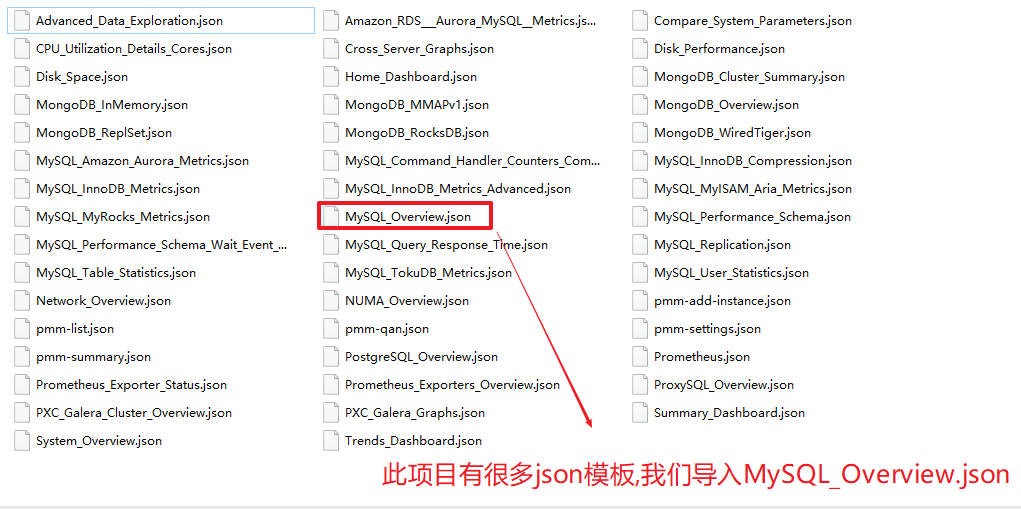 Advanced_Data_Exploration.json Amazon_RDS__Aurora_MySQL__Metrics.js... Compare_System_Parameters.json
CPU_Utilization_Details_Cores.json Cross_Server_Graphs.json Disk_Performance.json
Disk_Space.json Home_Dashboard.json MongoDB_Cluster_Summary.json
MongoDB_InMemory.json MongoDB_MMAPv1.json MongoDB_Overview.json
MongoDB_ReplSet.json MongoDB_RocksDB.json MongoDB_WiredTiger.json
MySQL_Amazon_Aurora_Metrics.json MySQL_Command_Handler_Counters_Com... MySQL_InnoDB_Compression.json
MySQL_InnoDB_Metrics.json MySQL_InnoDB_Metrics_Advanced.json MySQL_MyISAM_Aria_Metrics.json
MySQL_MyRocks_Metrics.json MySQL_Overview.json MySQL_Performance_Schema.json
MySQL_Performance_Schema_Wait_Event_... MySQL_Query_Response_Time.json MySQL_Replication.json
MySQL_Table_Statistics.json MySQL_TokuDB_Metrics.json MySQL_User_Statistics.json
Network_Overview.json NUMA_Overview.json pmm-add-instance.json
pmm-list.json pmm-qan.json pmm-settings.json
pmm-summary.json PostgreSQL_Overview.json Prometheus.json
Prometheus_Exporter_Status.json Prometheus_Exporters_Overview.json ProxySQL_Overview.json
PXC_Galera_Cluster_Overview.json PXC_Galera_Graphs.json Summary_Dashboard.json
System_Overview.json Trends_Dashboard.json
此项目有很多json模板,我们导入MySQL_Overview.json